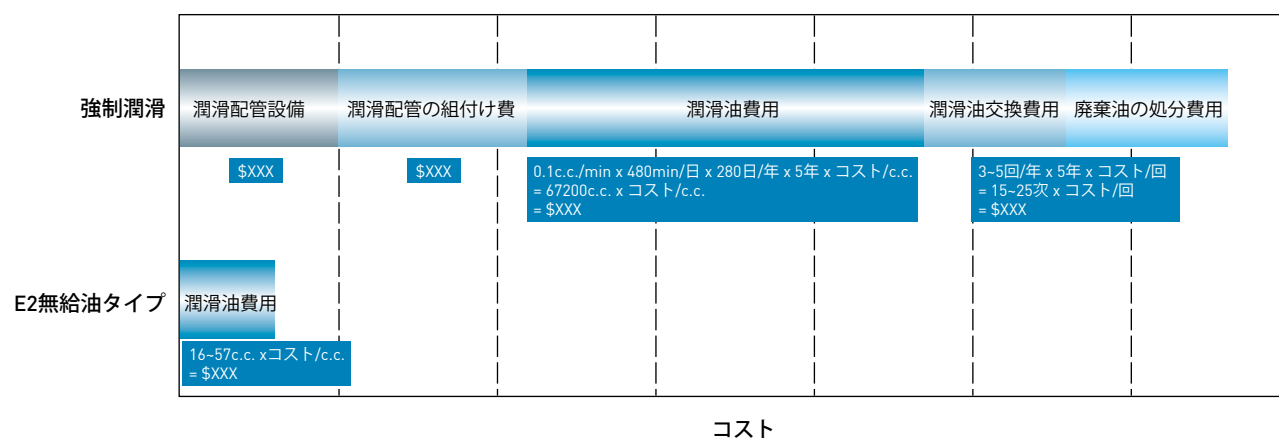 強制潤滑
潤滑配管設備
潤滑配管の組付け費
潤滑油費用
潤滑油交換費用
廃棄油の処分費用
$XXX
$XXX
0.1c.c./min x 480min/日 x 280日/年 x 5年 x コスト/c.c.
= 67200c.c. x コスト/c.c.
= $XXX
3~5回/年 x 5年 x コスト/回
= 15~25次 x コスト/回
= $XXX
E2無給油タイプ
潤滑油費用
16~57c.c. xコスト/c.c.
= $XXX
コスト